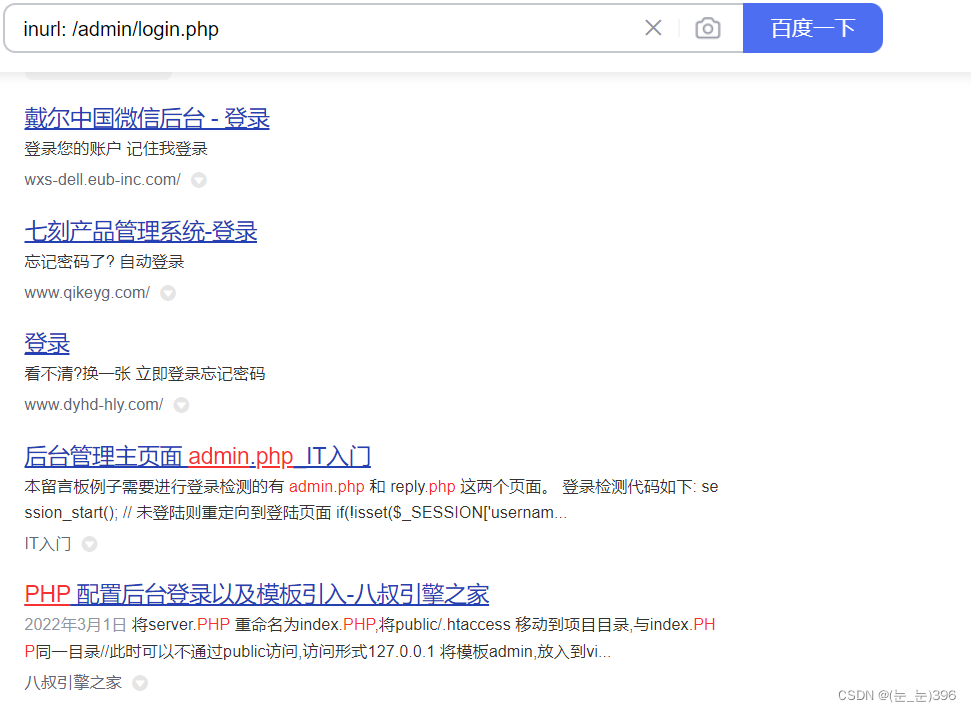 inurl: /admin/login.php
百度一下
戴尔中国微信后台 - 登录
登录您的账户 记住我登录
wxs-dell.eub-inc.com/
七刻产品管理系统-登录
忘记密码了? 自动登录
www.qikeyg.com/
登录
看不清?换一张 立即登录忘记密码
www.dyhd-hly.com/
后台管理主页面 admin.php_IT入门
本留言板例子需要进行登录检测的有 admin.php 和 reply.php 这两个页面。 登录检测代码如下: se
ssion_start(); // 未登陆则重定向到登陆页面 if(!isset($_SESSION['usernam...
IT入门
PHP 配置后台登录以及模板引入-八叔引擎之家
2022年3月1日 将server.PHP 重命名为index.PHP,将public/.htaccess 移动到项目目录,与index.PH
P同一目录//此时可以不通过public访问,访问形式127.0.0.1 将模板admin,放入到vi...
八叔引擎之家
CSDN @(눈_눈)396